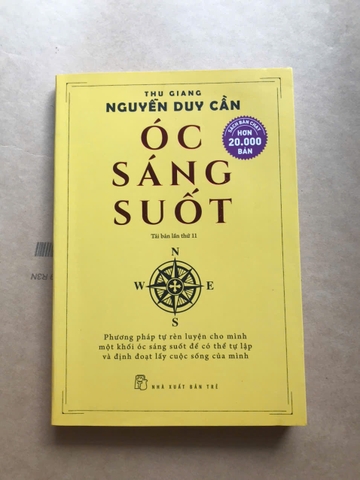 THU GIANG
NGUYỄN DUY CẦN
SÁCH BÁN CHẠY
HƠN
20.000
BẢN
ÓC
SÁNG
SUỐT
Tái bản lần thứ 11
N
W E
S
Phương pháp tự rèn luyện cho mình
một khối óc sáng suốt để có thể tự lập
và định đoạt lấy cuộc sống của mình
NHÀ XUẤT BẢN TRẺ